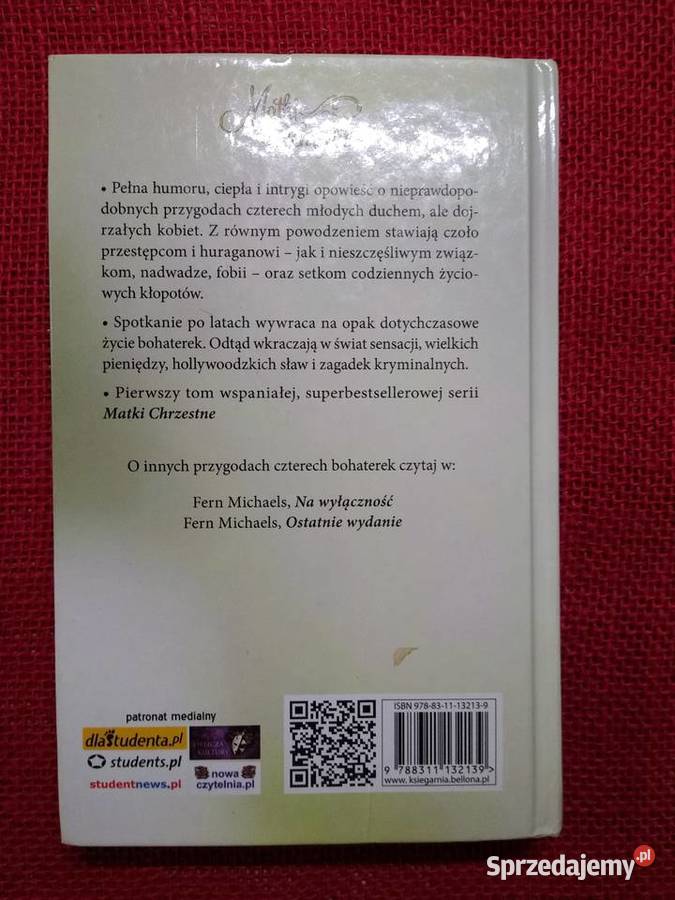 Matki
• Pełna humoru, ciepła i intrygi opowieść o nieprawdopo-
dobnych przygodach czterech młodych duchem, ale doj-
rzałych kobiet. Z równym powodzeniem stawiają czoło
przestępcom i huraganowi – jak i nieszczęśliwym związ-
kom, nadwadze, fobii – oraz setkom codziennych życio-
wych kłopotów.
• Spotkanie po latach wywraca na opak dotychczasowe
życie bohaterek. Odtąd wkraczają w świat sensacji, wielkich
pieniędzy, hollywoodzkich sław i zagadek kryminalnych.
• Pierwszy tom wspaniałej, superbestsellerowej serii
Matki Chrzestne
O innych przygodach czterech bohaterek czytaj w:
Fern Michaels, Na wyłączność
Fern Michaels, Ostatnie wydanie
patronat medialny
dlastudenta.pl
KULTURY
students.pl
studentnews.pl
nowa
czytelnia.pl
ISBN 978-83-11-13213-9
9 788311 132139>
www.ksiegarnia.bellona.pl
Sprzedajemy.pl